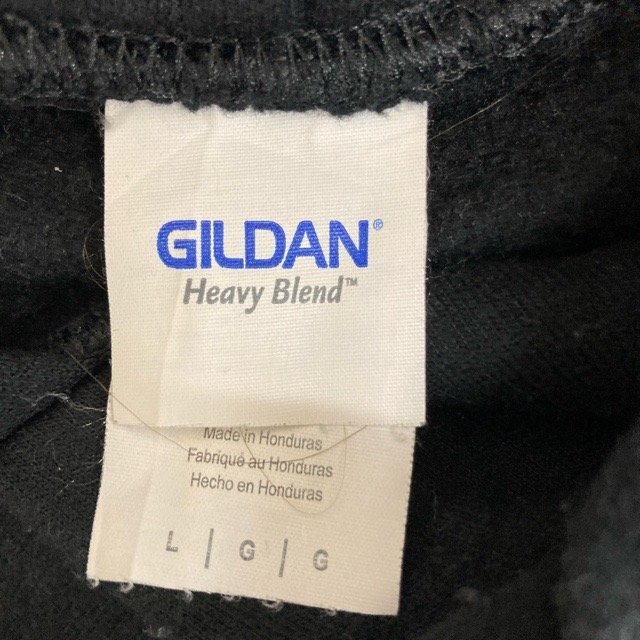 GILDAN®
Heavy Blend™
Made in Honduras
Fabriqué au Honduras
Hecho en Honduras
L | G | G